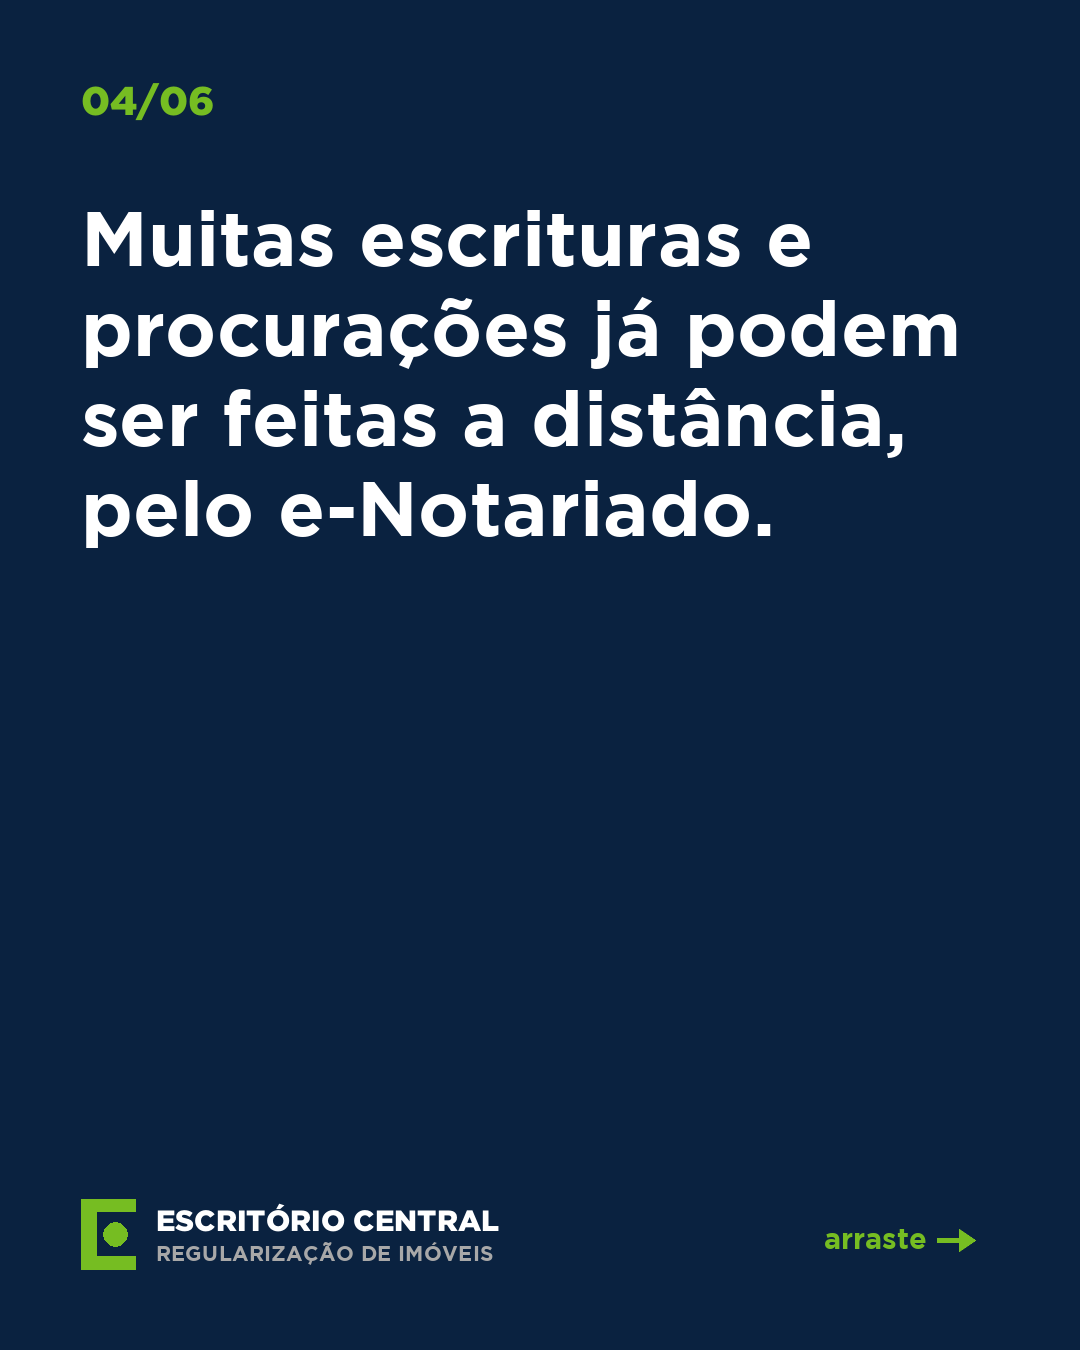 04/06
Muitas escrituras e
procurações já podem
ser feitas a distância,
pelo e-Notariado.
ESCRITÓRIO CENTRAL
REGULARIZAÇÃO DE IMÓVEIS
arraste